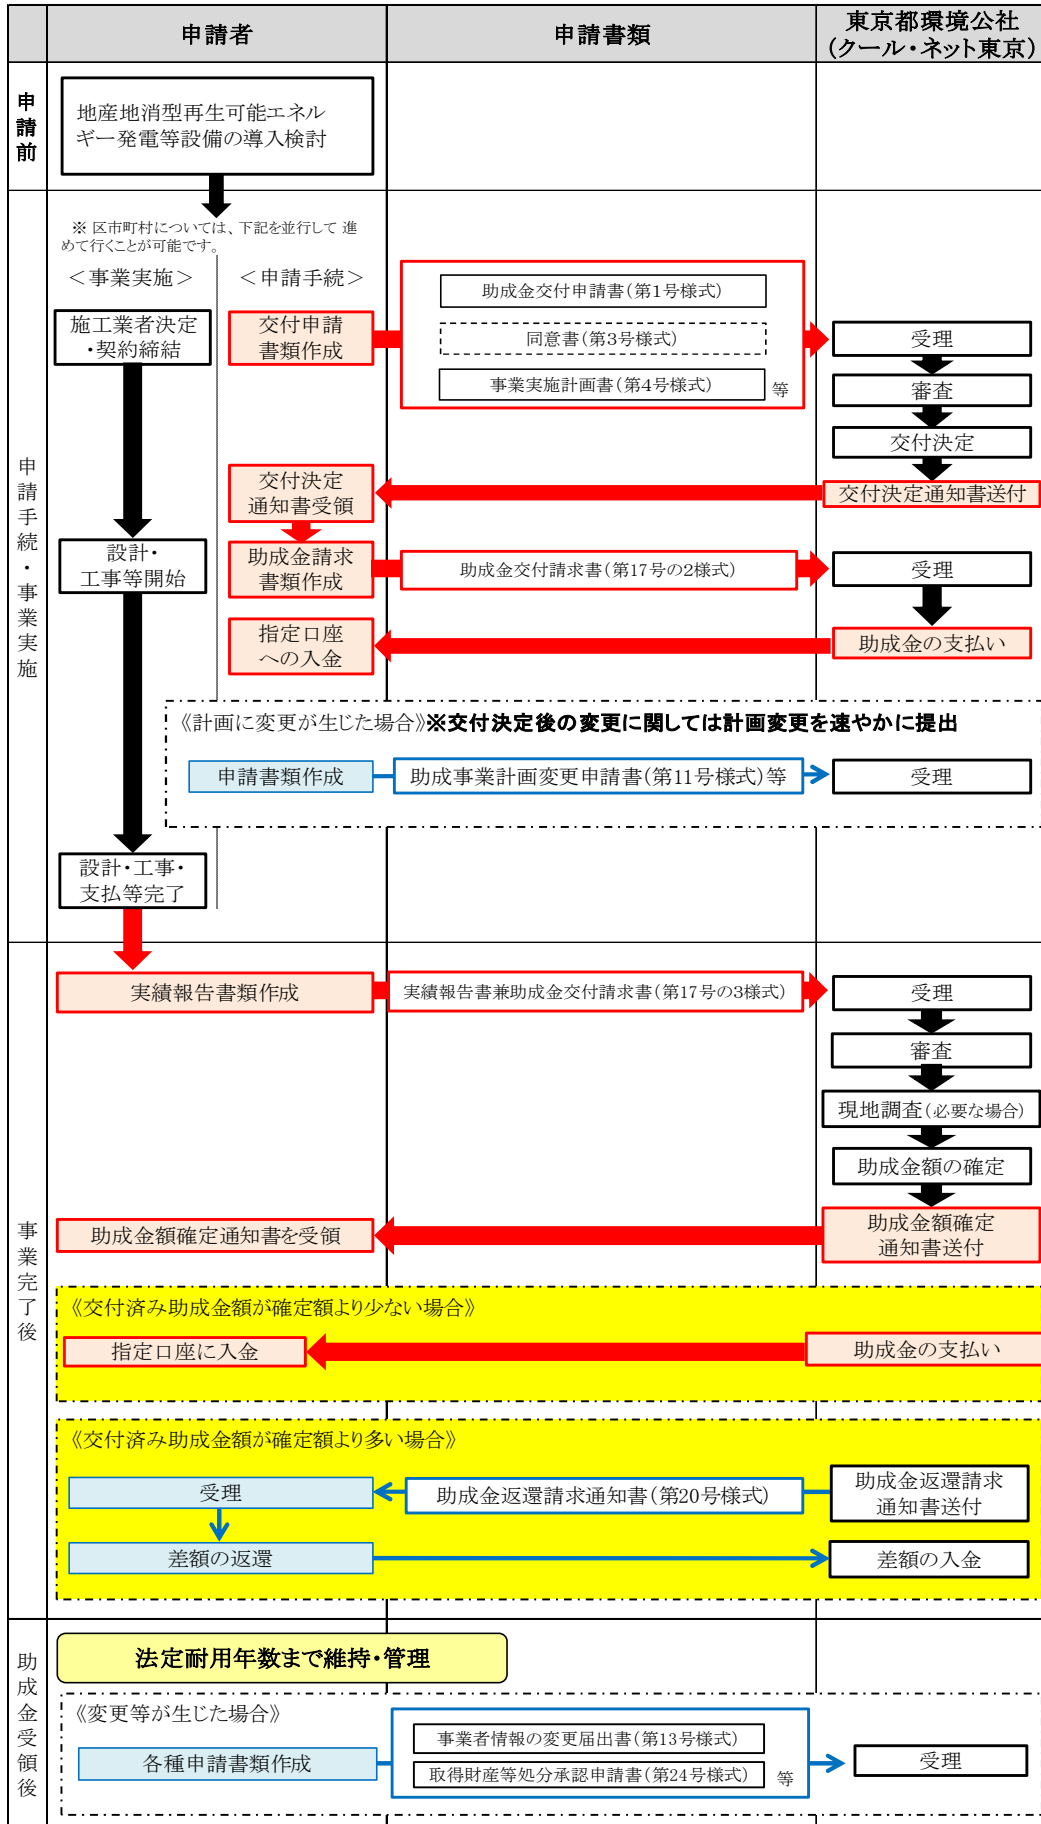 申請者
申請書類
東京都環境公社
(クール・ネット東京)
申請前
地産地消型再生可能エネル
ギー発電等設備の導入検討
申請手続・事業実施
※ 区市町村については、下記を並行して 進
めて行くことが可能です。
＜事業実施＞
＜申請手続＞
施工業者決定
・契約締結
交付申請
書類作成
助成金交付申請書(第1号様式)
同意書(第3号様式)
事業実施計画書(第4号様式)
等
受理
審査
交付決定
交付決定通知書送付
交付決定
通知書受領
設計・
工事等開始
助成金請求
書類作成
助成金交付請求書(第17号の2様式)
受理
助成金の支払い
指定口座
への入金
《計画に変更が生じた場合》※交付決定後の変更に関しては計画変更を速やかに提出
申請書類作成
助成事業計画変更申請書(第11号様式)等
受理
設計・工事・
支払等完了
事業完了後
実績報告書類作成
実績報告書兼助成金交付請求書(第17号の3様式)
受理
審査
現地調査(必要な場合)
助成金額の確定
助成金額確定
通知書送付
助成金額確定通知書を受領
《交付済み助成金額が確定額より少ない場合》
指定口座に入金
助成金の支払い
《交付済み助成金額が確定額より多い場合》
受理
助成金返還請求通知書(第20号様式)
助成金返還請求
通知書送付
差額の返還
差額の入金
助成金受領後
法定耐用年数まで維持・管理
《変更等が生じた場合》
各種申請書類作成
事業者情報の変更届出書(第13号様式)
取得財産等処分承認申請書(第24号様式)
等
受理